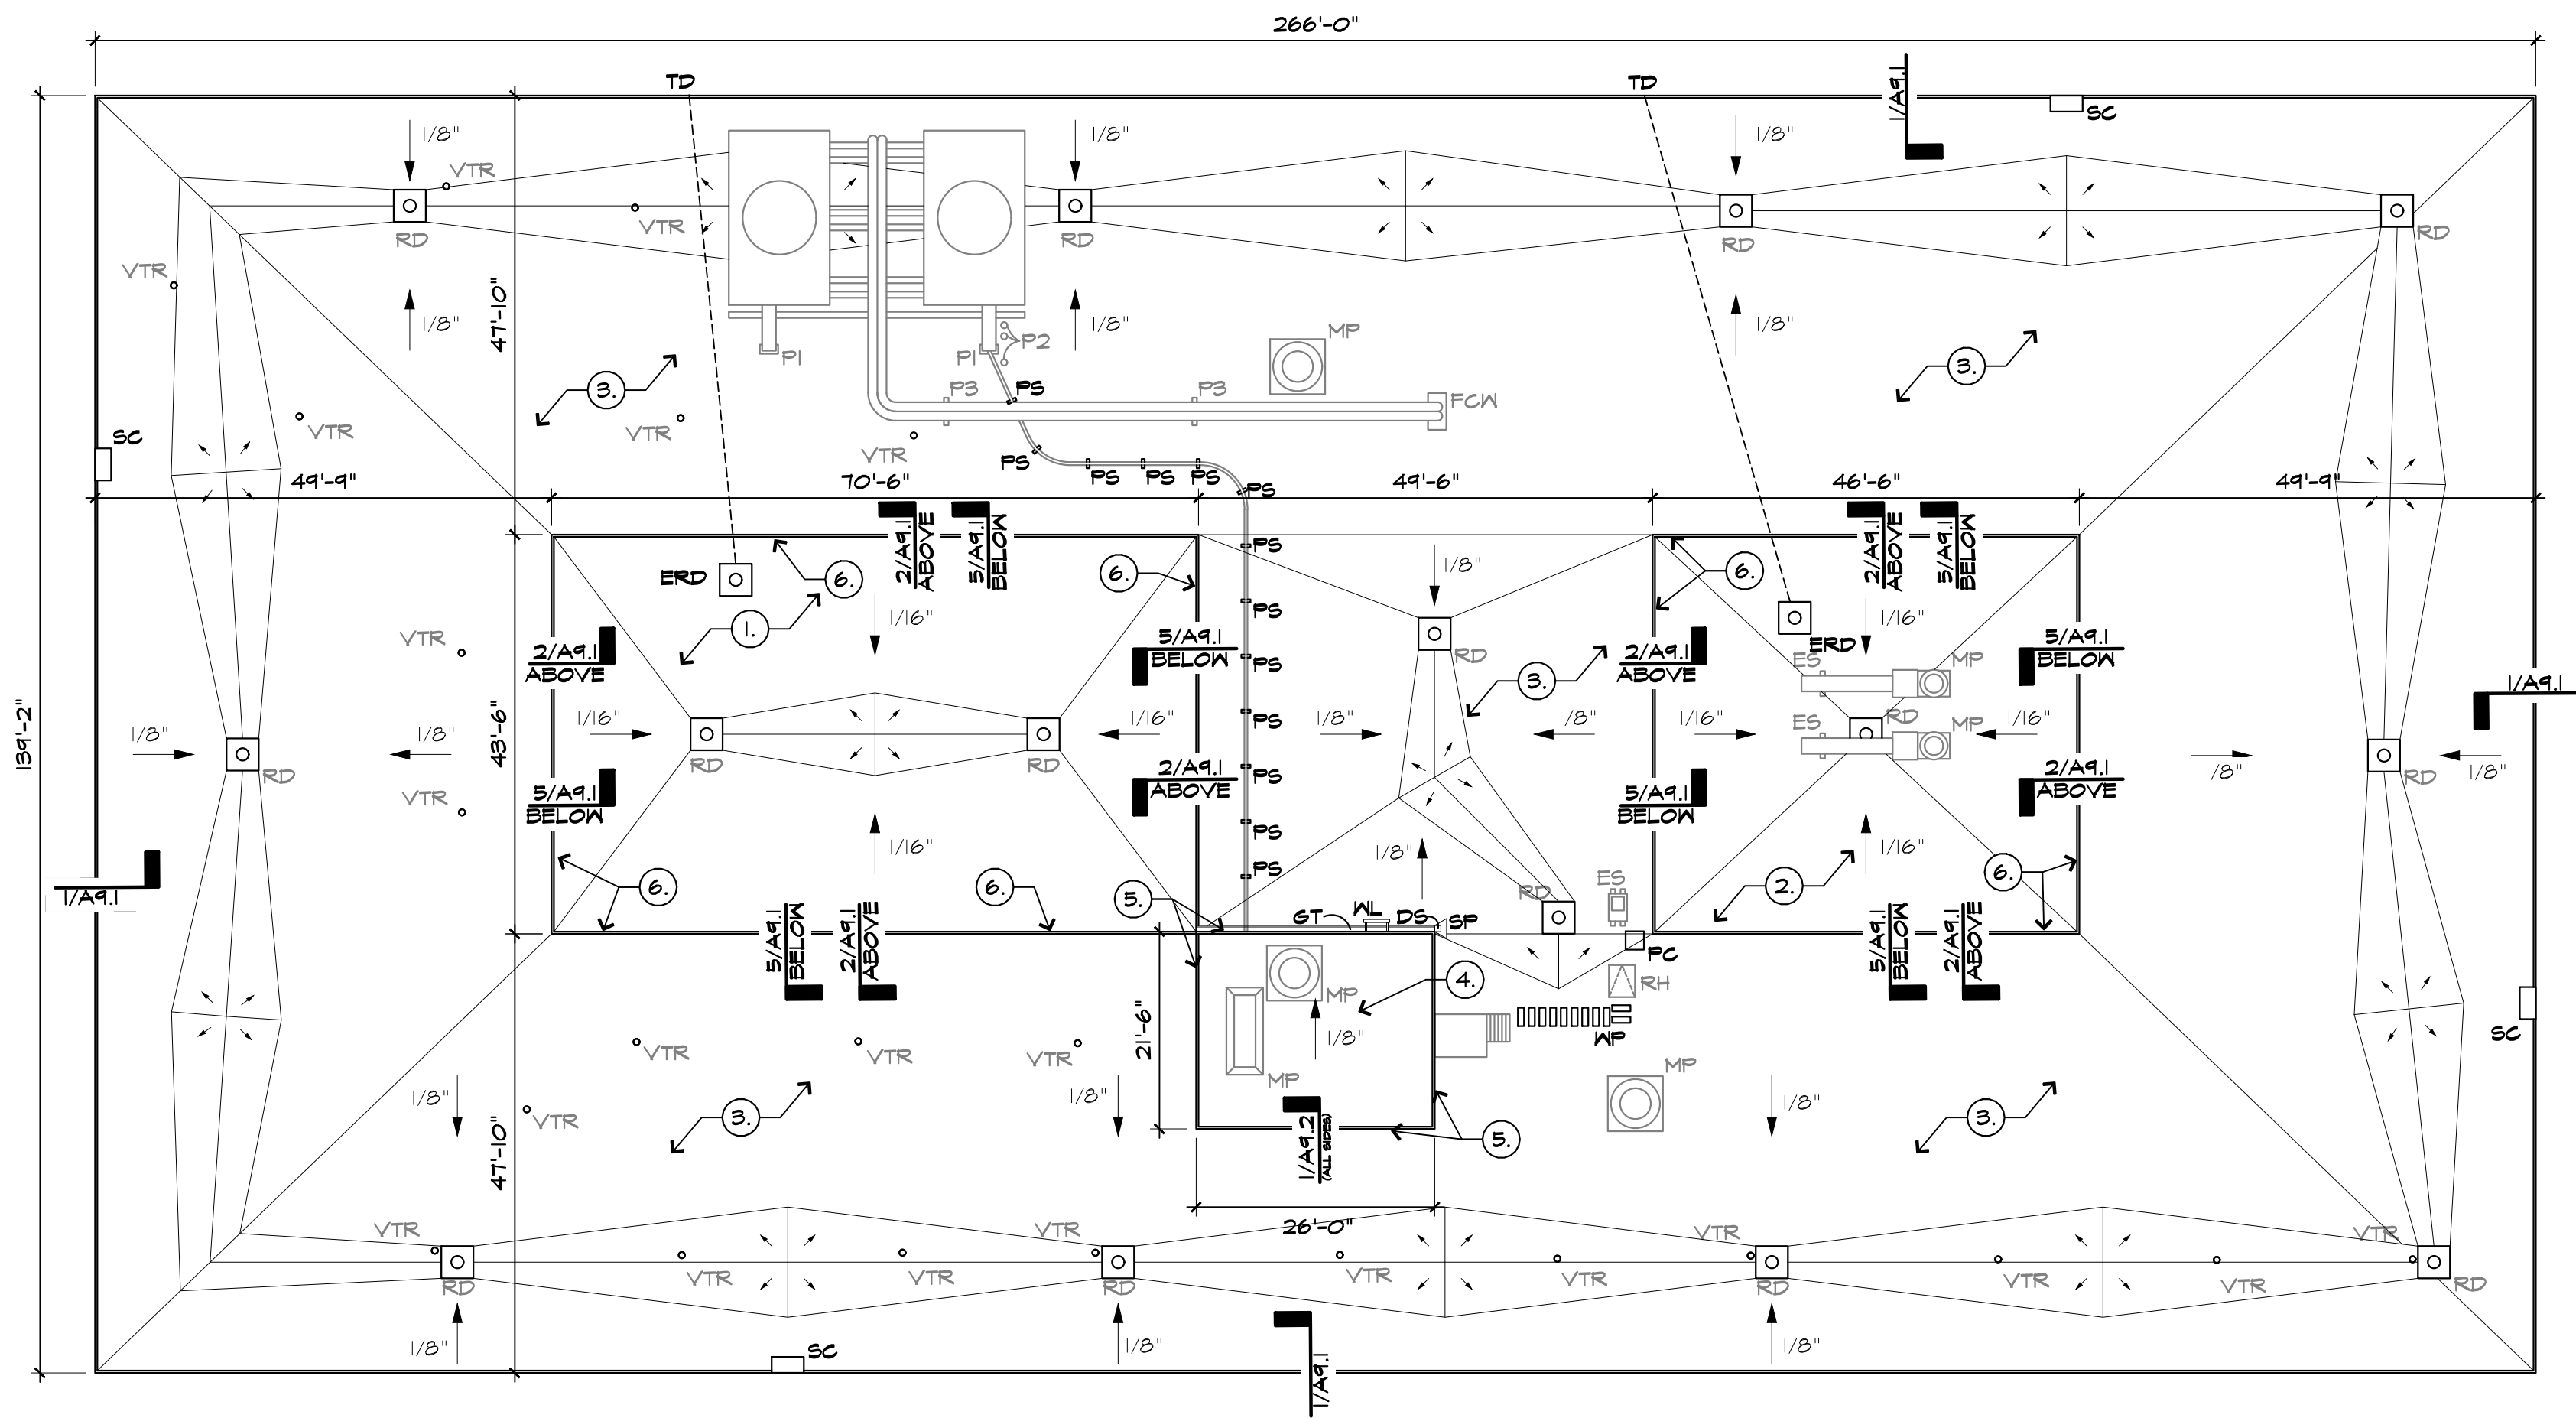 266'-0"
TD
TD
1/A9.1
SC
1/8"
1/8"
1/8"
VTR
VTR
RD
RD
RD
RD
VTR
47'-10"
1/8"
1/8"
1/8"
P1
P1
P2
MP
3.
3.
P3
PS
P3
FCW
VTR
VTR
VTR
SC
PS
PS
PS
PS
PS
49'-9"
70'-6"
49'-6"
46'-6"
49'-9"
2/A9.1
ABOVE
5/A9.1
BELOW
2/A9.1
ABOVE
5/A9.1
BELOW
PS
ERD
6.
6.
1/8"
6.
PS
1.
1/16"
1/16"
VTR
2/A9.1
ABOVE
5/A9.1
BELOW
PS
RD
3.
2/A9.1
ABOVE
ERD
ES
MP
5/A9.1
BELOW
1/A9.1
139'-2"
43'-6"
1/8"
1/8"
1/16"
1/16"
PS
1/8"
1/8"
1/16"
ES
RD
MP
1/16"
RD
RD
RD
PS
1/8"
RD
1/8"
VTR
5/A9.1
BELOW
2/A9.1
ABOVE
5/A9.1
BELOW
2/A9.1
ABOVE
1/16"
PS
1/8"
1/16"
PS
1/A9.1
6.
6.
5.
RD
ES
2.
6.
GT
WL
DS
SP
5/A9.1
BELOW
2/A9.1
ABOVE
PC
5/A9.1
BELOW
2/A9.1
ABOVE
MP
4.
RH
21'-6"
1/8"
WP
SC
VTR
VTR
VTR
MP
MP
1/8"
1/8"
1/8"
VTR
3.
3.
47'-10"
1/A9.2
(ALL SIDES)
5.
26'-0"
VTR
VTR
VTR
VTR
VTR
VTR
VTR
VTR
VTR
VTR
RD
RD
RD
RD
1/8"
1/8"
1/8"
SC
1/A9.1